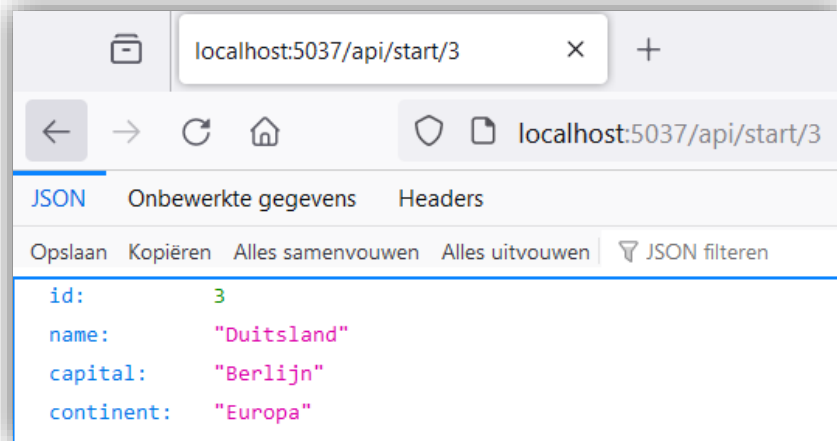 localhost:5037/api/start/3
localhost:5037/api/start/3
JSON Onbewerkte gegevens Headers
Opslaan Kopiëren Alles samenvouwen Alles uitvouwen JSON filteren
id: 3
name: "Duitsland"
capital: "Berlijn"
continent: "Europa"